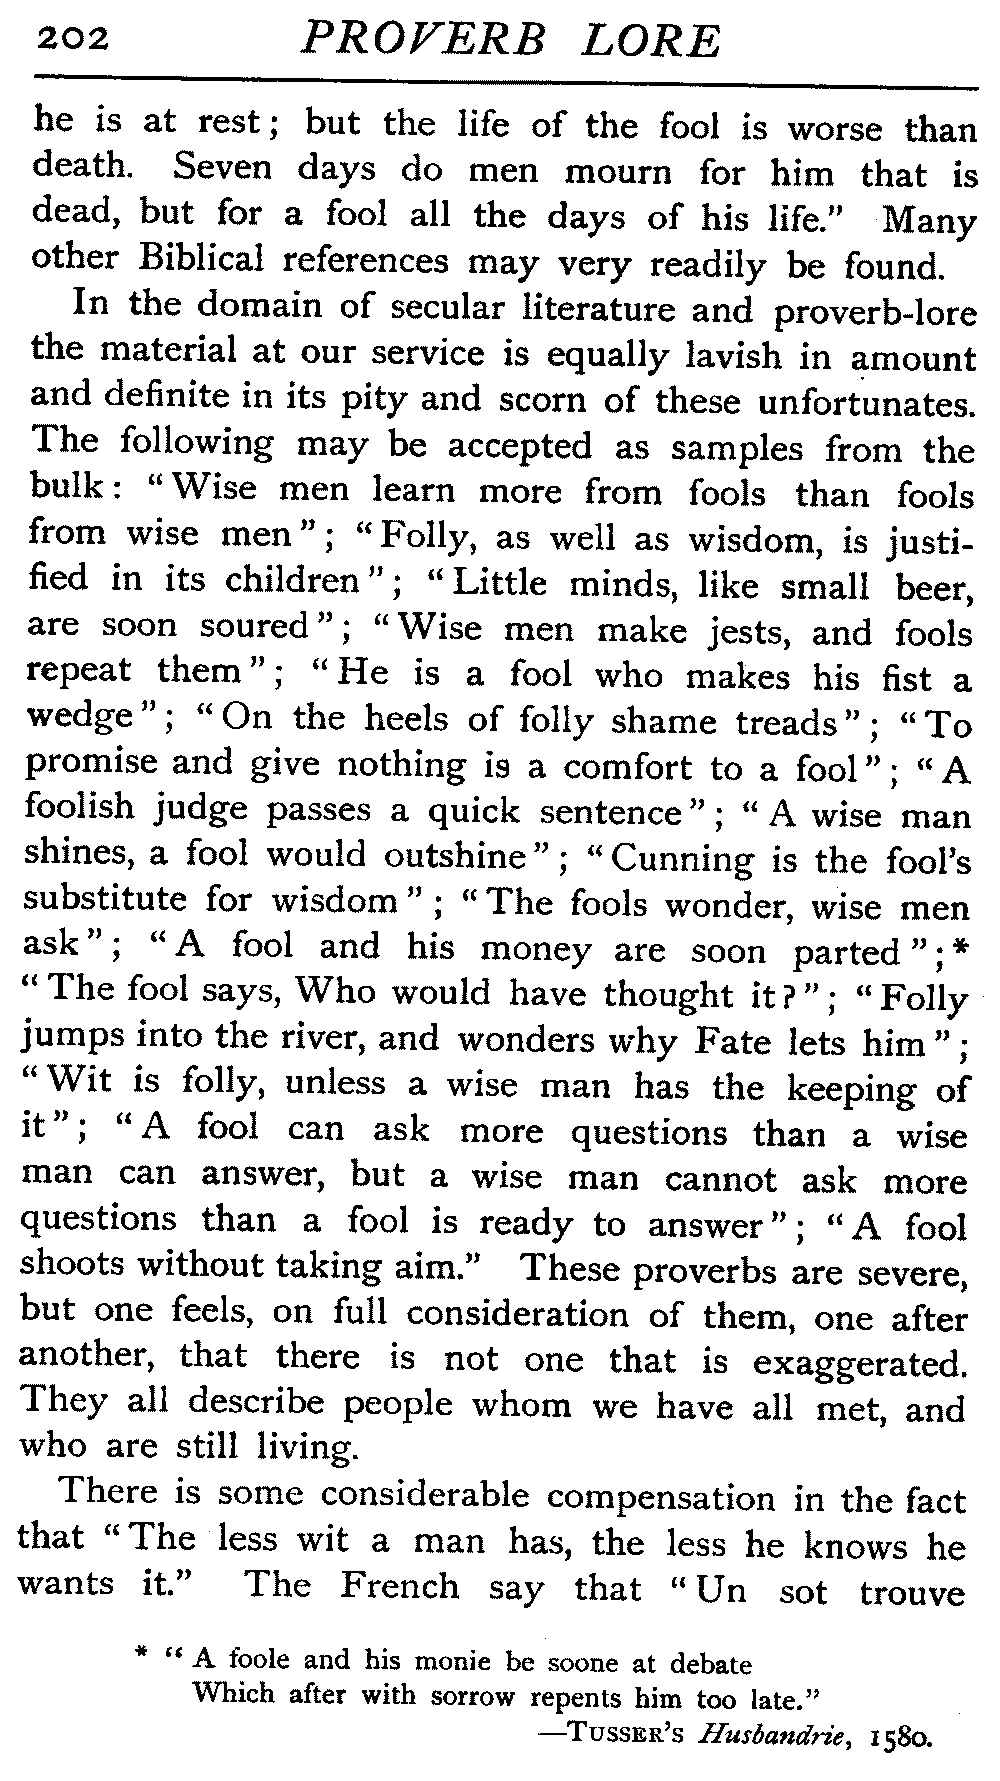 202 PROVERB LORE
he is at rest; but the life of the fool is worse than
death. Seven days do men mourn for him that is
dead, but for a fool all the days of his life." Many
other Biblical references may very readily be found.
In the domain of secular literature and proverb-lore
the material at our service is equally lavish in amount
and definite in its pity and scorn of these unfortunates.
The following may be accepted as samples from the
bulk: "Wise men learn more from fools than fools
from wise men"; "Folly, as well as wisdom, is justi-
fied in its children"; "Little minds, like small beer,
are soon soured"; "Wise men make jests, and fools
repeat them"; "He is a fool who makes his fist a
wedge"; "On the heels of folly shame treads"; "To
promise and give nothing is a comfort to a fool"; "A
foolish judge passes a quick sentence"; "A wise man
shines, a fool would outshine"; "Cunning is the fool's
substitute for wisdom"; "The fools wonder, wise men
ask"; "A fool and his money are soon parted";*
"The fool says, Who would have thought it?"; "Folly
jumps into the river, and wonders why Fate lets him";
"Wit is folly, unless a wise man has the keeping of
it"; "A fool can ask more questions than a wise
man can answer, but a wise man cannot ask more
questions than a fool is ready to answer"; "A fool
shoots without taking aim." These proverbs are severe,
but one feels, on full consideration of them, one after
another, that there is not one that is exaggerated.
They all describe people whom we have all met, and
who are still living.
There is some considerable compensation in the fact
that "The less wit a man has, the less he knows he
wants it." The French say that "Un sot trouve
* "A foole and his monie be soone at debate
Which after with sorrow repents him too late."
—TUSSER'S Husbandrie, 1580.